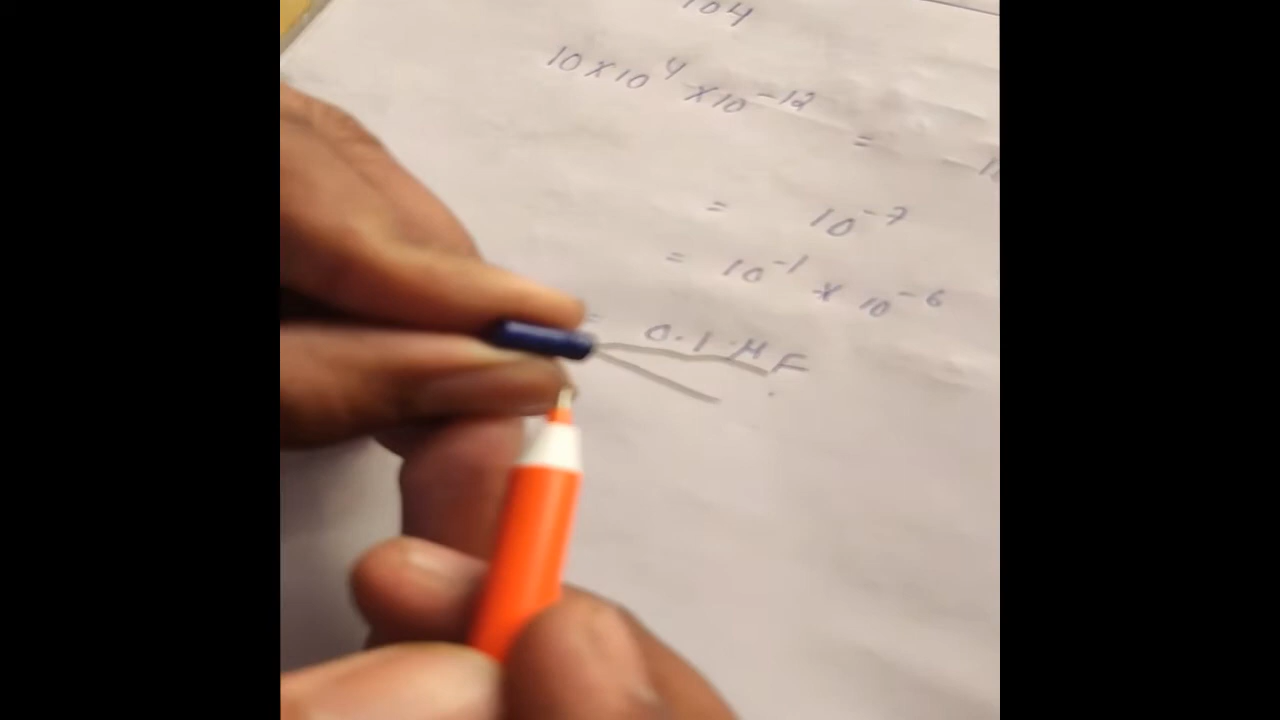 104
10×10⁴×10⁻¹² =
= 10⁻⁷
= 10⁻¹ × 10⁻⁶
= 0.1 µF